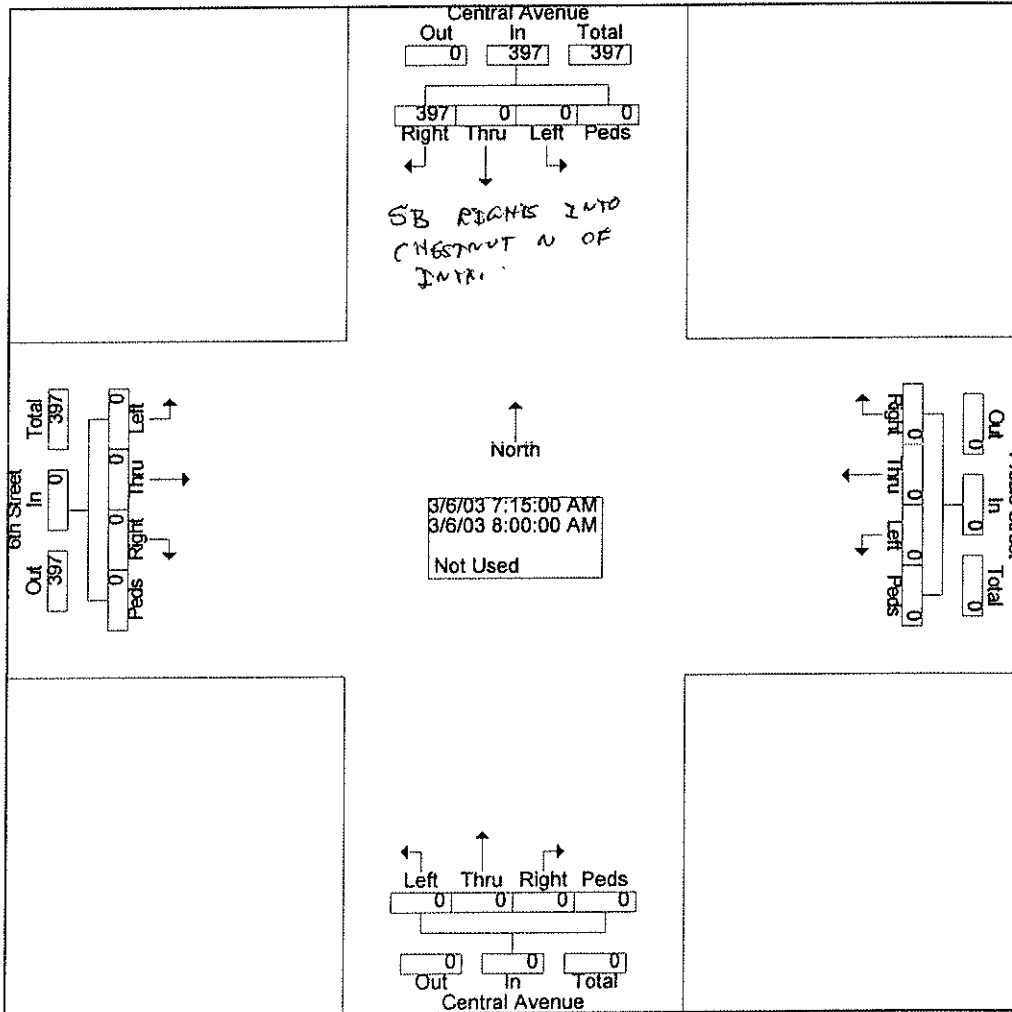 Central Avenue
Out In Total
0 397 397
397 0 0 0
Right Thru Left Peds
SB RIGHTS INTO
CHESTNUT N OF
6th Street
Total In Out
397 0 397
0 0 0 0
Left Thru Right Peds
North
3/6/03 7:15:00 AM
3/6/03 8:00:00 AM
Not Used
Right Thru Left Peds
0 0 0 0
Out In Total
0 0 0
Left Thru Right Peds
0 0 0 0
0 0 0
Out In Total
Central Avenue